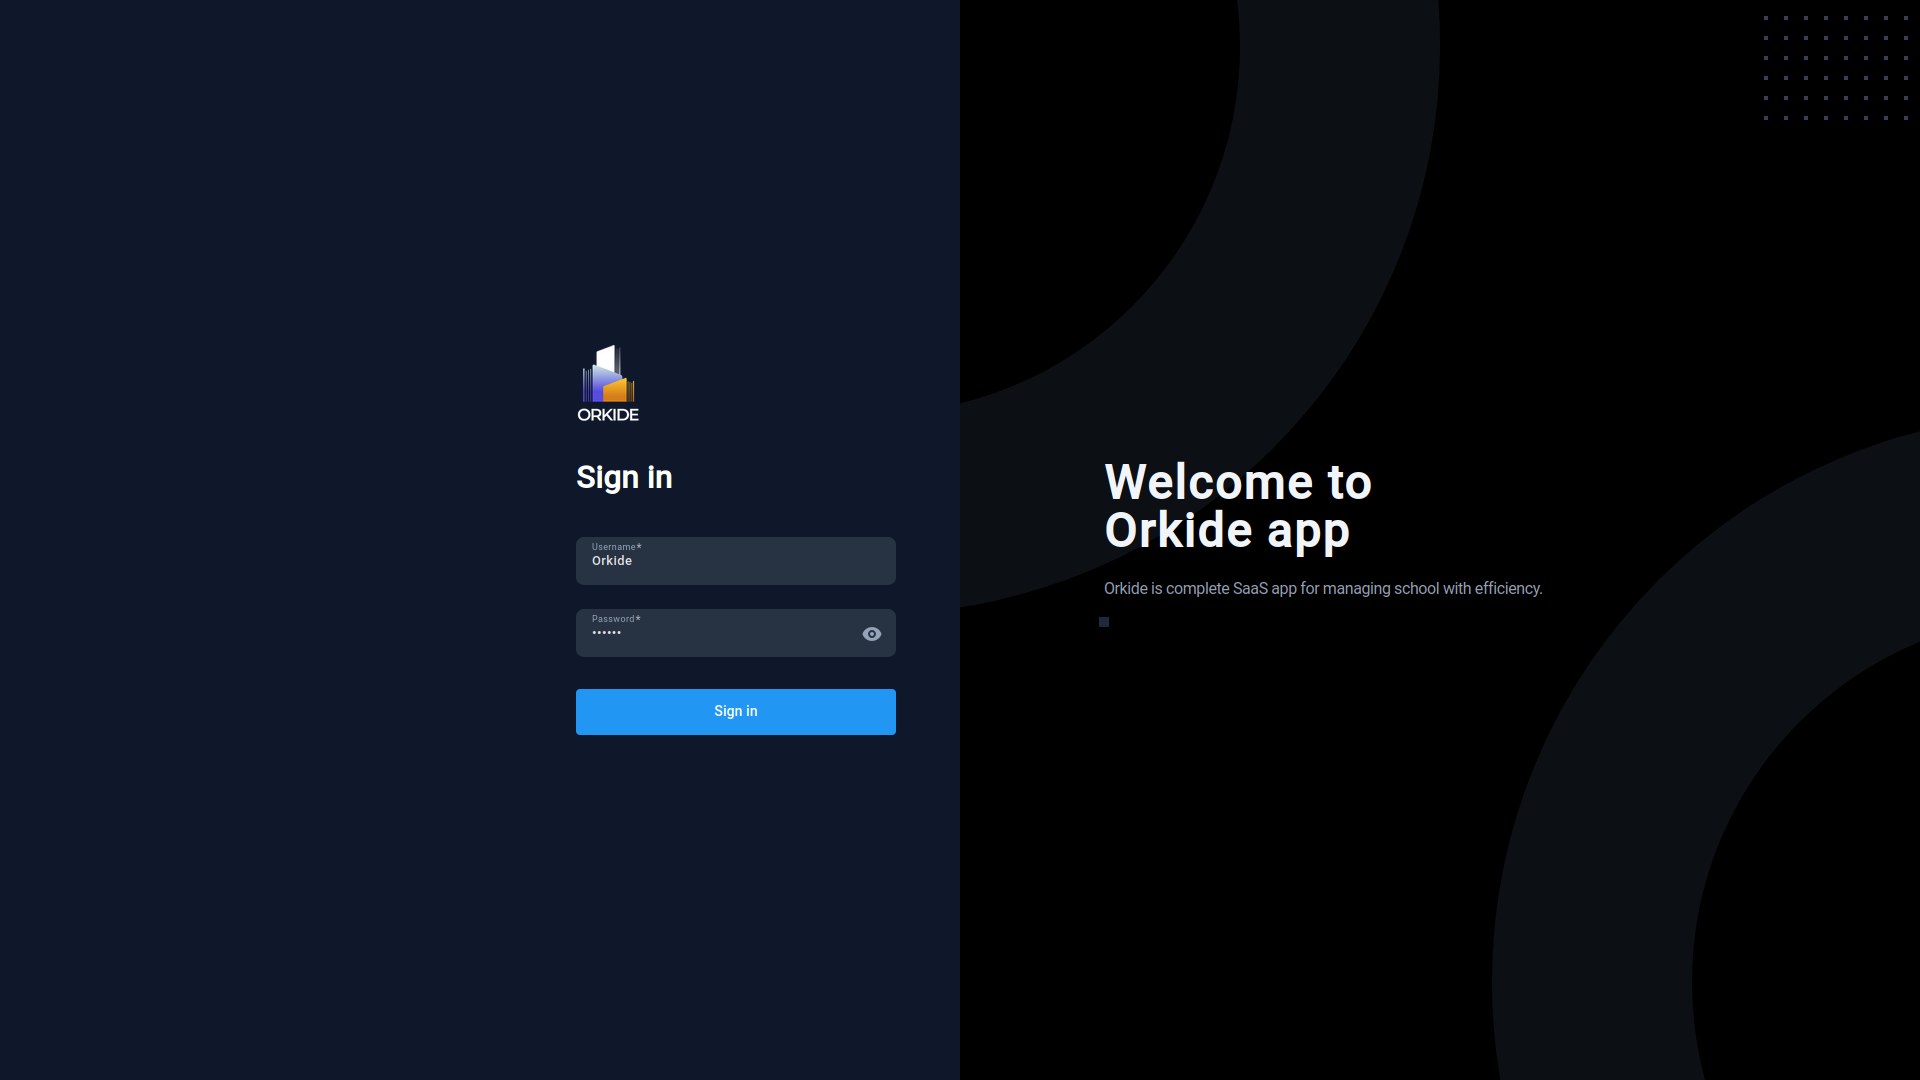 ORKIDE
Sign in
Username*
Orkide
Password*
••••••
Sign in
Welcome to
Orkide app
Orkide is complete SaaS app for managing school with efficiency.